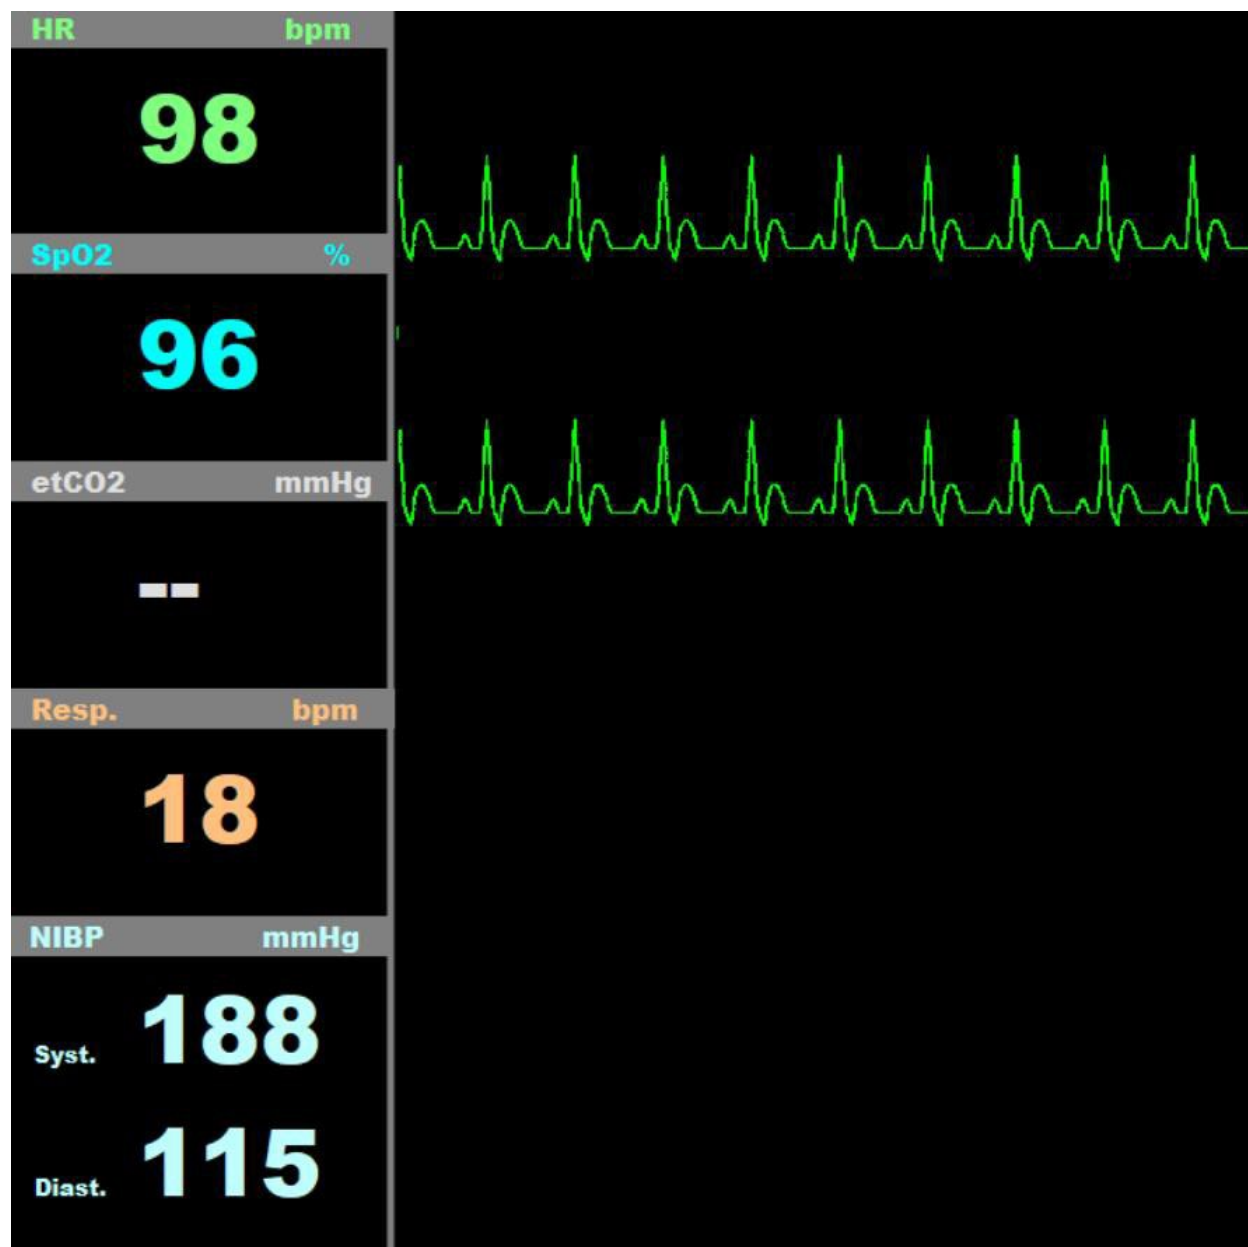 HR bpm
98
SpO2 %
96
etCO2 mmHg
--
Resp. bpm
18
NIBP mmHg
Syst. 188
Diast. 115